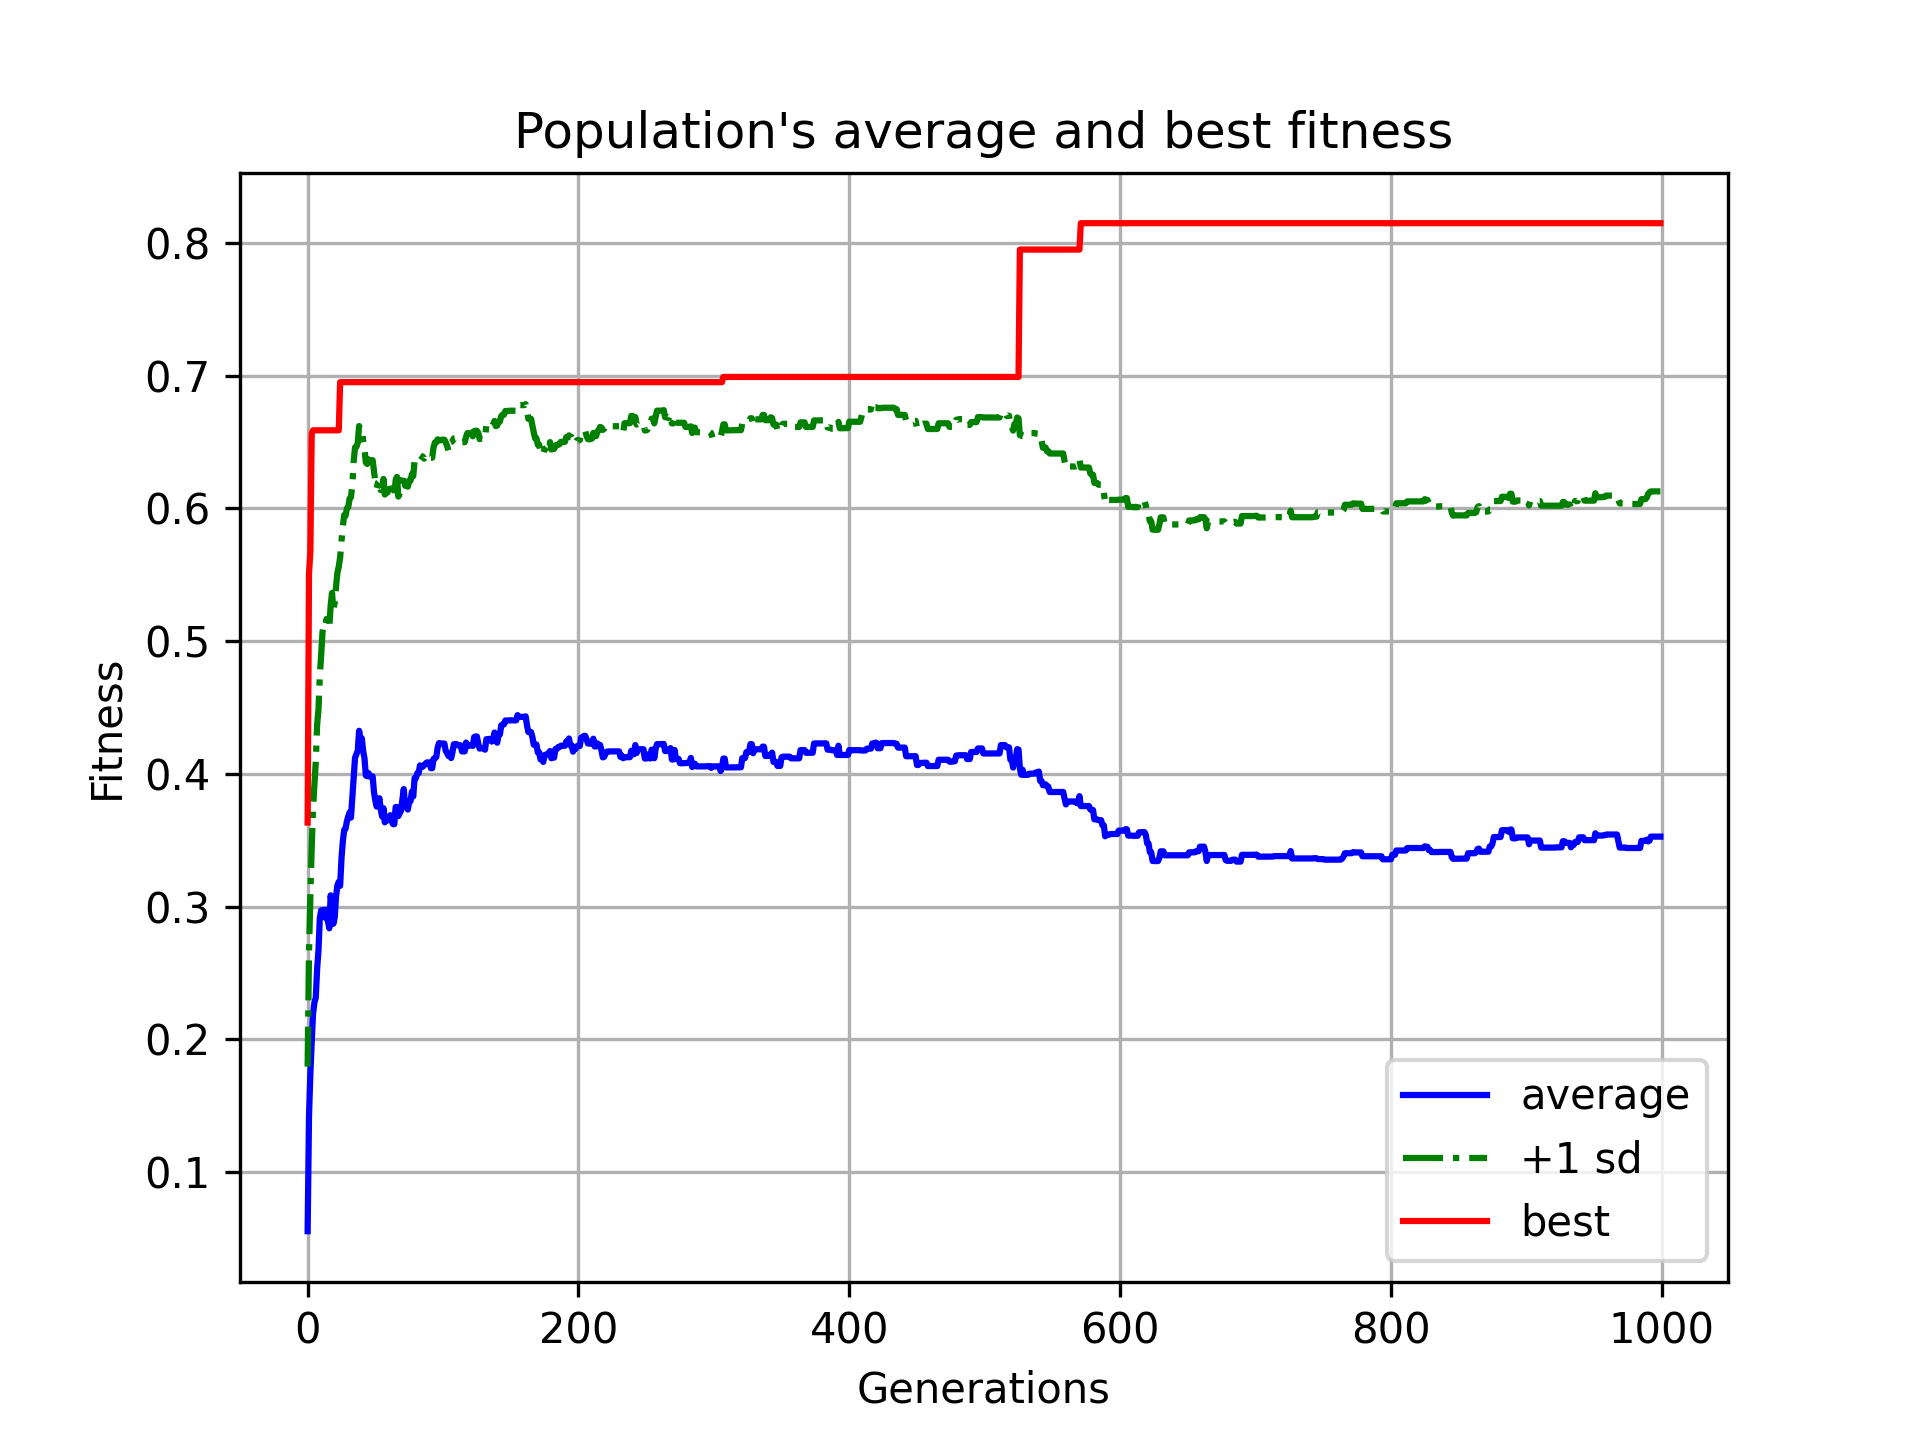 Population's average and best fitness
0.8
0.7
0.6
0.5
0.4
0.3
0.2
0.1
Fitness
average
+1 sd
best
0 200 400 600 800 1000
Generations